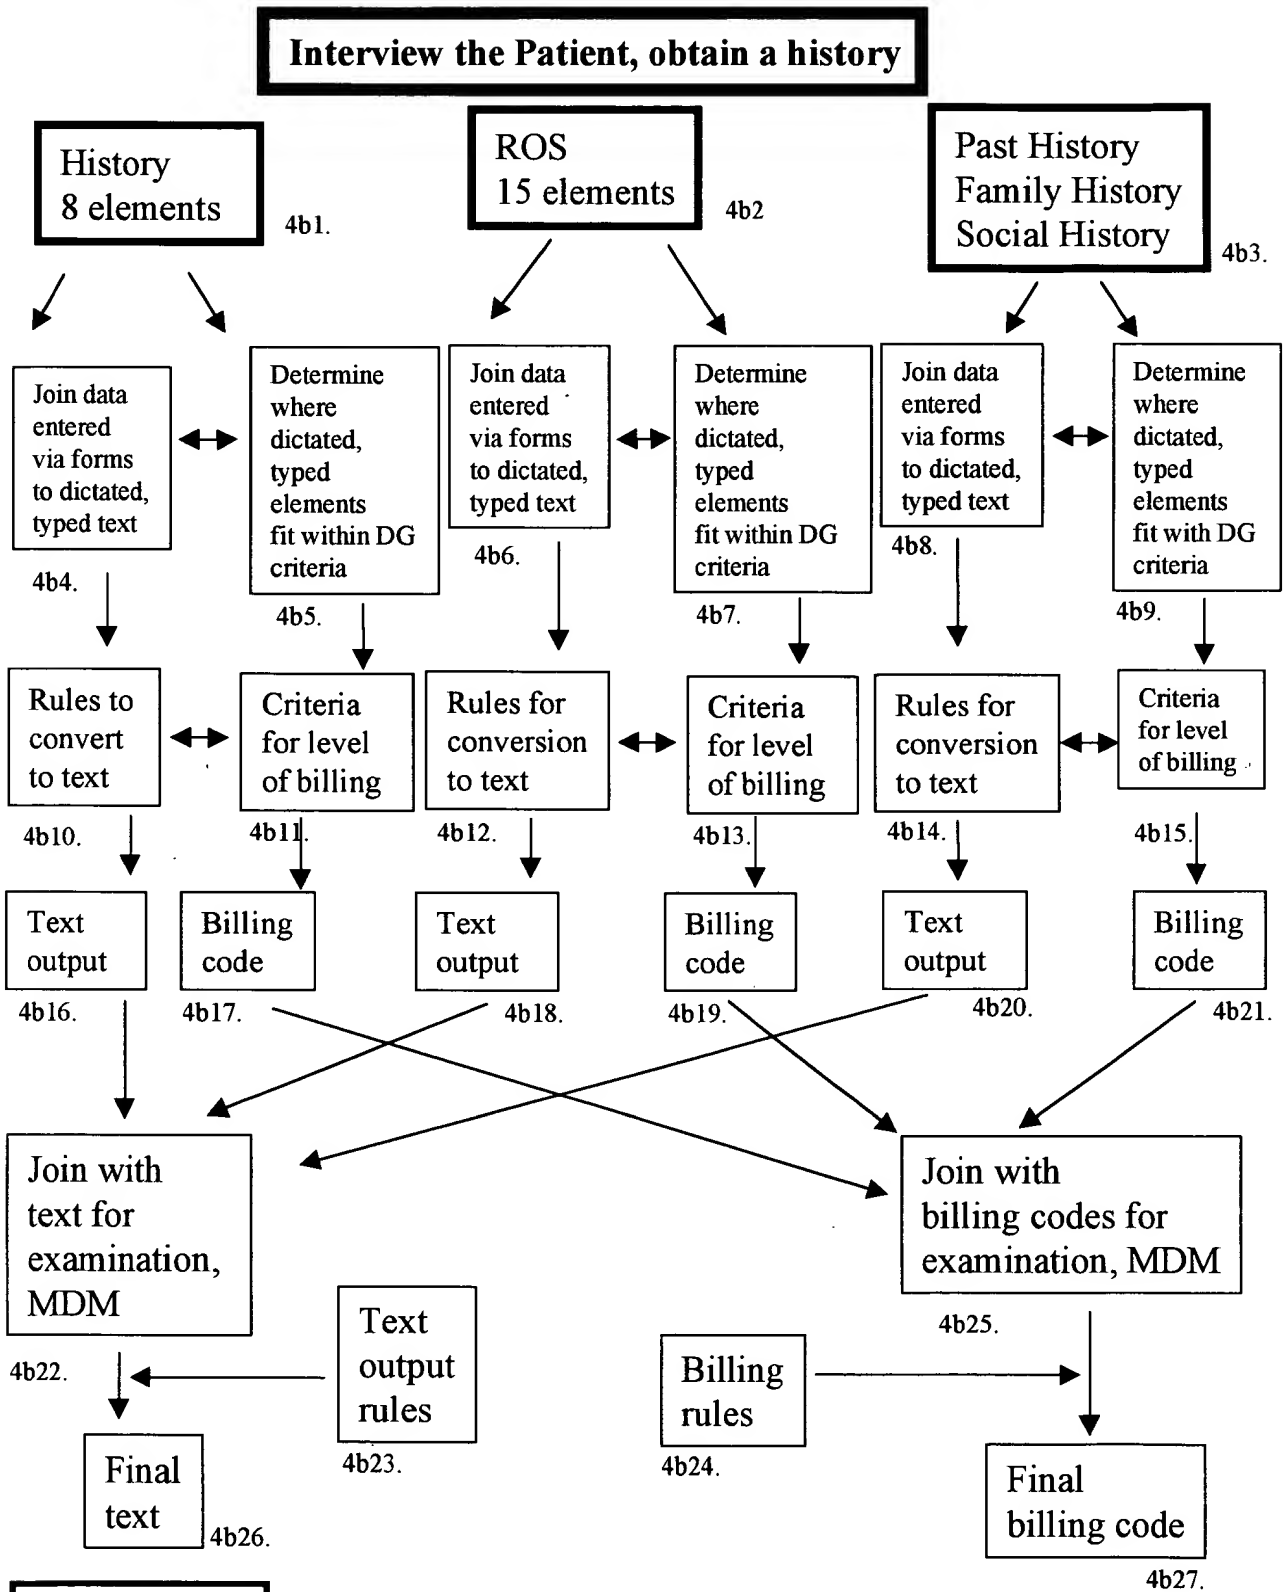 Interview the Patient, obtain a history
History
8 elements
4b1.
ROS
15 elements
4b2
Past History
Family History
Social History
4b3.
Join data
entered
via forms
to dictated,
typed text
4b4.
Determine
where
dictated,
typed
elements
fit within DG
criteria
4b5.
Join data
entered
via forms
to dictated,
typed text
4b6.
Determine
where
dictated,
typed
elements
fit within DG
criteria
4b7.
Join data
entered
via forms
to dictated,
typed text
4b8.
Determine
where
dictated,
typed
elements
fit with DG
criteria
4b9.
Rules to
convert
to text
4b10.
Criteria
for level
of billing
4b11.
Rules for
conversion
to text
4b12.
Criteria
for level
of billing
4b13.
Rules for
conversion
to text
4b14.
Criteria
for level
of billing
4b15.
Text
output
4b16.
Billing
code
4b17.
Text
output
4b18.
Billing
code
4b19.
Text
output
4b20.
Billing
code
4b21.
Join with
text for
examination,
MDM
4b22.
Join with
billing codes for
examination, MDM
4b25.
Text
output
rules
4b23.
Billing
rules
4b24.
Final
text
4b26.
Final
billing code
4b27.